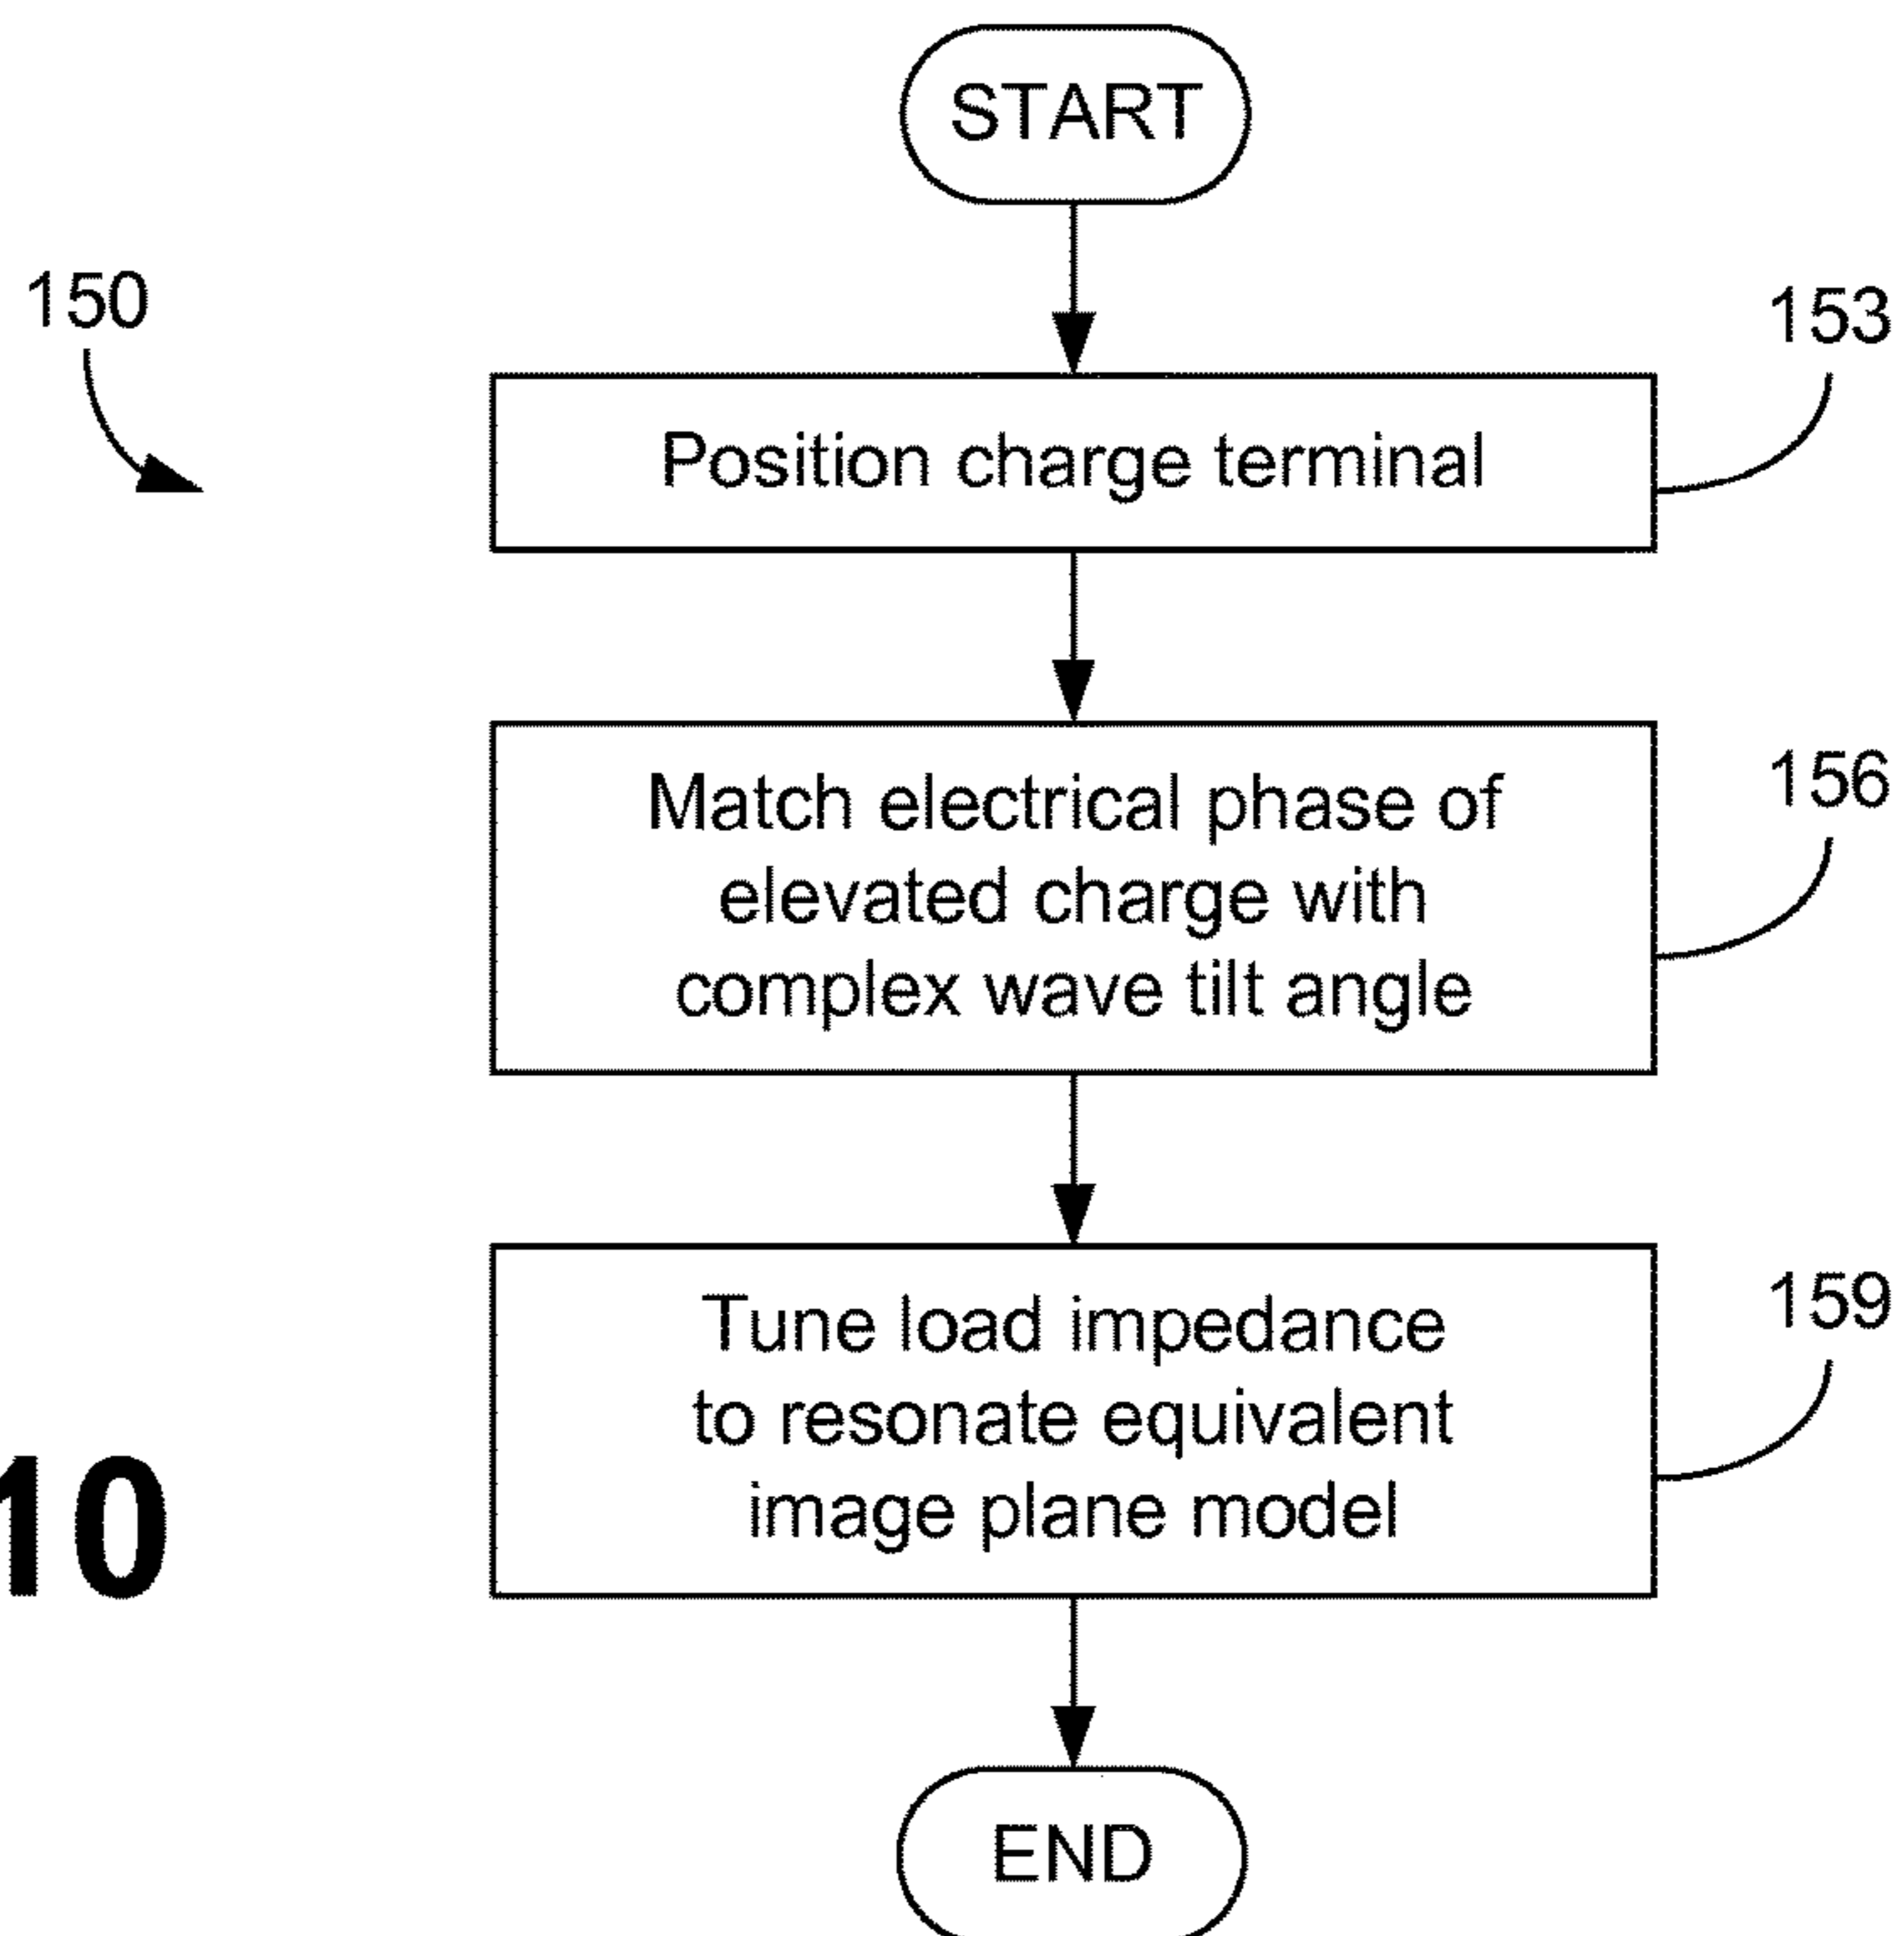 START
150
153
Position charge terminal
156
Match electrical phase of
elevated charge with
complex wave tilt angle
159
Tune load impedance
to resonate equivalent
image plane model
10
END